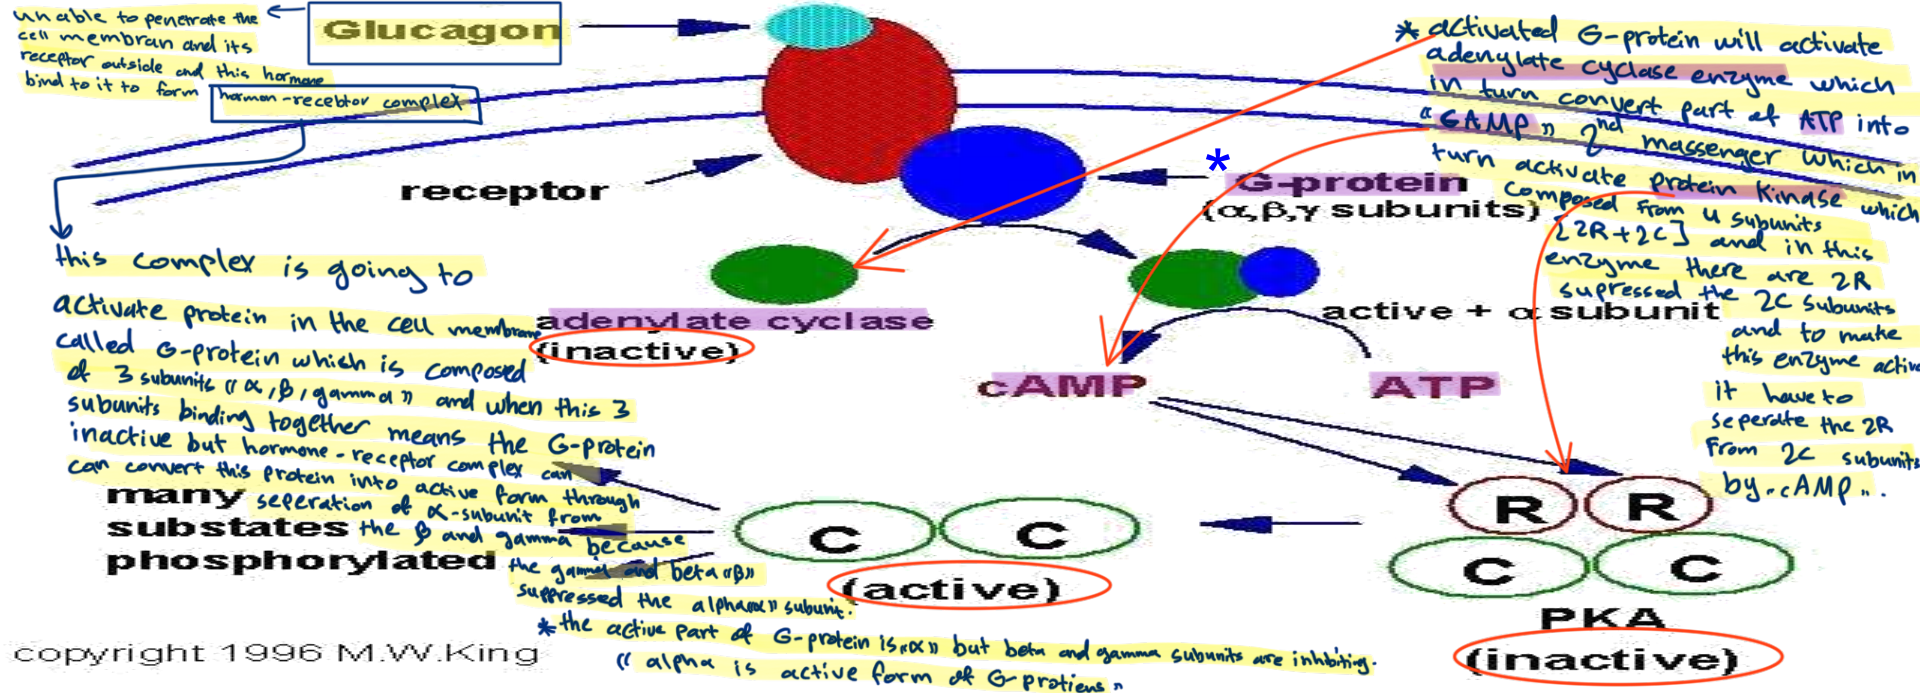 unable to penetrate the
cell membran and its
receptor outside and this hormone
bind to it to form
hormon-recebtor complex
Glucagon
receptor
G-protein
(α,β,γ subunits)
this complex is going to
activate protein in the cell membrane
called G-protein which is composed
of 3 subunits "α, β, gamma" and when this 3
subunits binding together means the G-protein
inactive but hormone-receptor complex can
can convert this protein into active form through
seperation of α-subunit from
the β and gamma because
the gamma and beta "β"
suppressed the alpha "α" subunit.
* the active part of G-protein is "α" but beta and gamma subunits are inhibiting.
" alpha is active form of G-protiens "
adenylate cyclase
(inactive)
active + α subunit
cAMP
ATP
* activated G-protein will activate
adenylate cyclase enzyme which
in turn convert part of ATP into
"cAMP" 2nd massenger which in
turn activate protein kinase which
composed from 4 subunits
[2R+2C] and in this
enzyme there are 2R
supressed the 2C subunits
and to make
this enzyme active
it have to
seperate the 2R
from 2C subunits
by "cAMP".
*
R R
C C
PKA
(inactive)
C C
(active)
many
substates
phosphorylated
copyright 1996 M.W.King